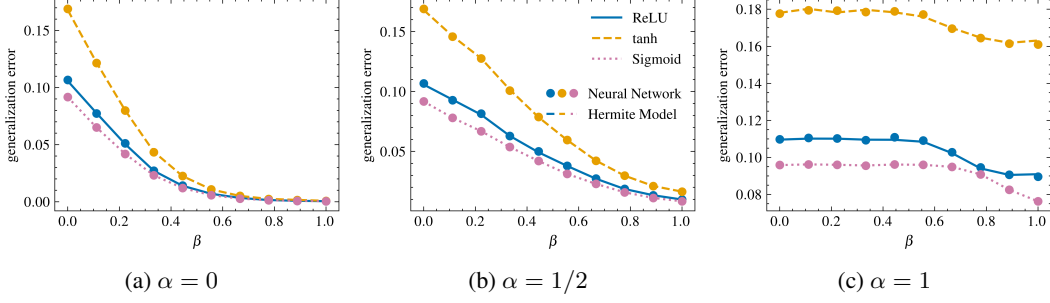 generalization error
0.15
0.10
0.05
0.00
0.0 0.2 0.4 0.6 0.8 1.0
β
(a) α = 0
generalization error
0.15
0.10
0.05
0.0 0.2 0.4 0.6 0.8 1.0
β
ReLU
tanh
Sigmoid
Neural Network
Hermite Model
(b) α = 1/2
generalization error
0.18
0.16
0.14
0.12
0.10
0.08
0.0 0.2 0.4 0.6 0.8 1.0
β
(c) α = 1